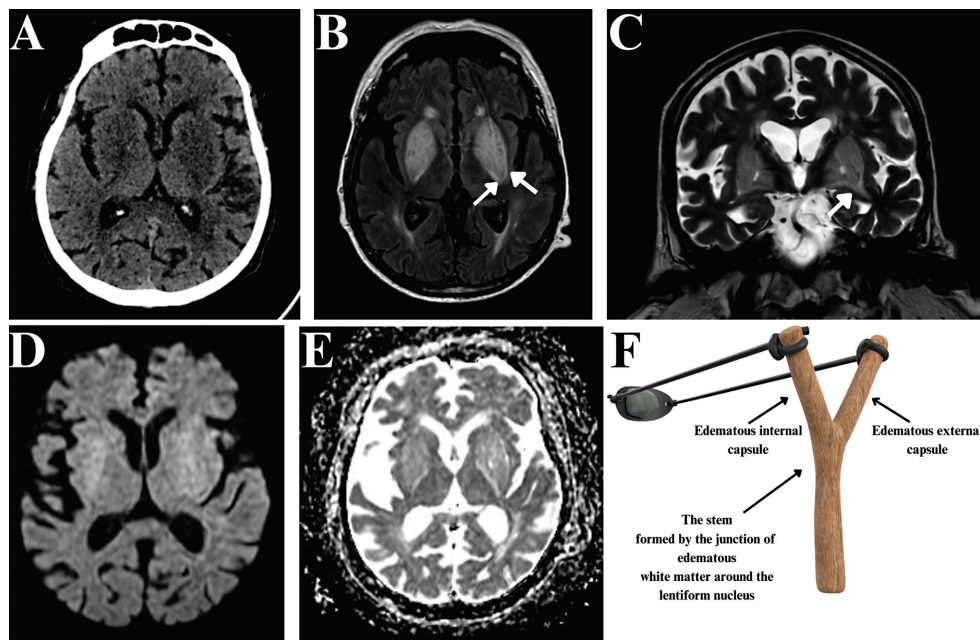 A
B
C
D
E
F
Edematous internal
capsule
Edematous external
capsule
The stem
formed by the junction of
edematous
white matter around the
lentiform nucleus